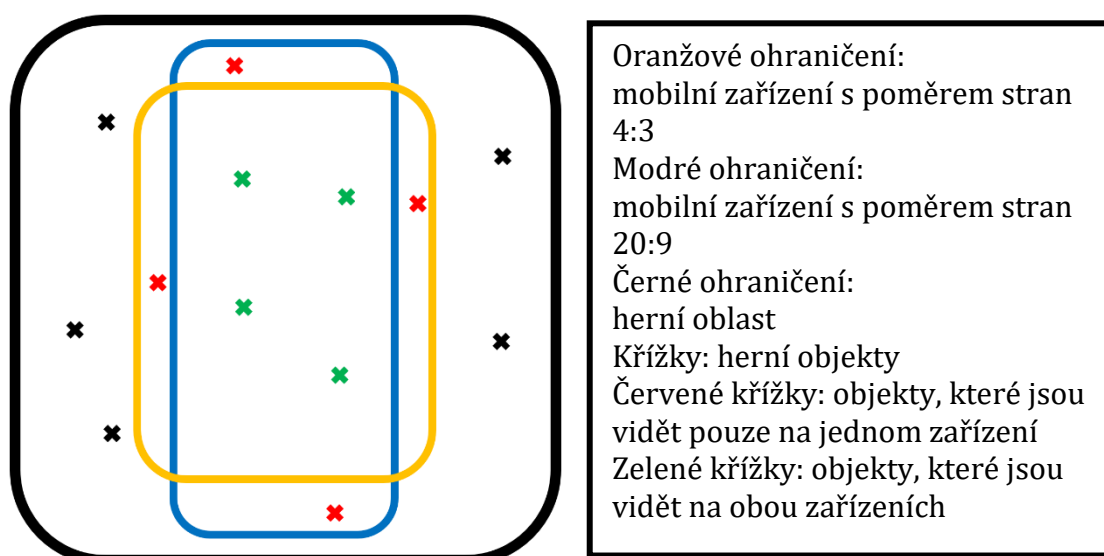 Oranžové ohraničení:
mobilní zařízení s poměrem stran
4:3
Modré ohraničení:
mobilní zařízení s poměrem stran
20:9
Černé ohraničení:
herní oblast
Křížky: herní objekty
Červené křížky: objekty, které jsou
vidět pouze na jednom zařízení
Zelené křížky: objekty, které jsou
vidět na obou zařízeních